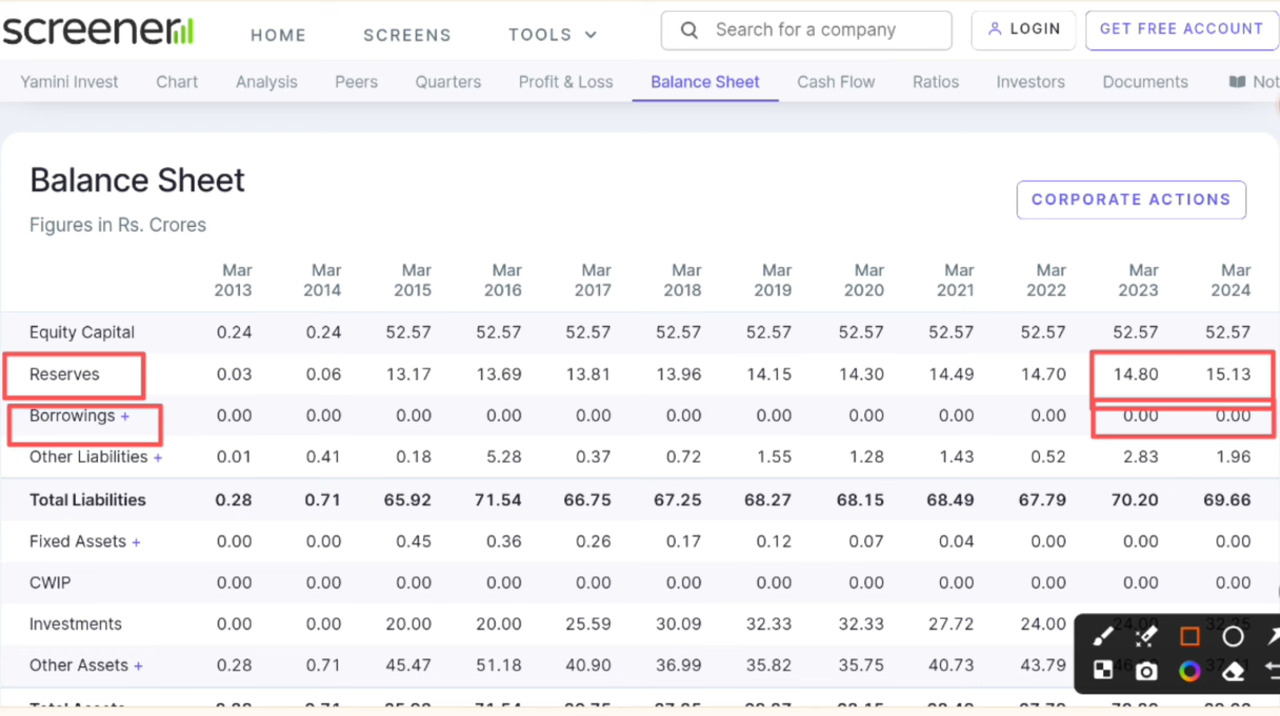 screener
HOME SCREENS TOOLS Search for a company LOGIN GET FREE ACCOUNT
Yamini Invest Chart Analysis Peers Quarters Profit & Loss Balance Sheet Cash Flow Ratios Investors Documents Not
Balance Sheet
CORPORATE ACTIONS
Figures in Rs. Crores
Mar 2013 Mar 2014 Mar 2015 Mar 2016 Mar 2017 Mar 2018 Mar 2019 Mar 2020 Mar 2021 Mar 2022 Mar 2023 Mar 2024
Equity Capital 0.24 0.24 52.57 52.57 52.57 52.57 52.57 52.57 52.57 52.57 52.57 52.57
Reserves 0.03 0.06 13.17 13.69 13.81 13.96 14.15 14.30 14.49 14.70 14.80 15.13
Borrowings + 0.00 0.00 0.00 0.00 0.00 0.00 0.00 0.00 0.00 0.00 0.00 0.00
Other Liabilities + 0.01 0.41 0.18 5.28 0.37 0.72 1.55 1.28 1.43 0.52 2.83 1.96
Total Liabilities 0.28 0.71 65.92 71.54 66.75 67.25 68.27 68.15 68.49 67.79 70.20 69.66
Fixed Assets + 0.00 0.00 0.45 0.36 0.26 0.17 0.12 0.07 0.04 0.00 0.00 0.00
CWIP 0.00 0.00 0.00 0.00 0.00 0.00 0.00 0.00 0.00 0.00 0.00 0.00
Investments 0.00 0.00 20.00 20.00 25.59 30.09 32.33 32.33 27.72 24.00
Other Assets + 0.28 0.71 45.47 51.18 40.90 36.99 35.82 35.75 40.73 43.79